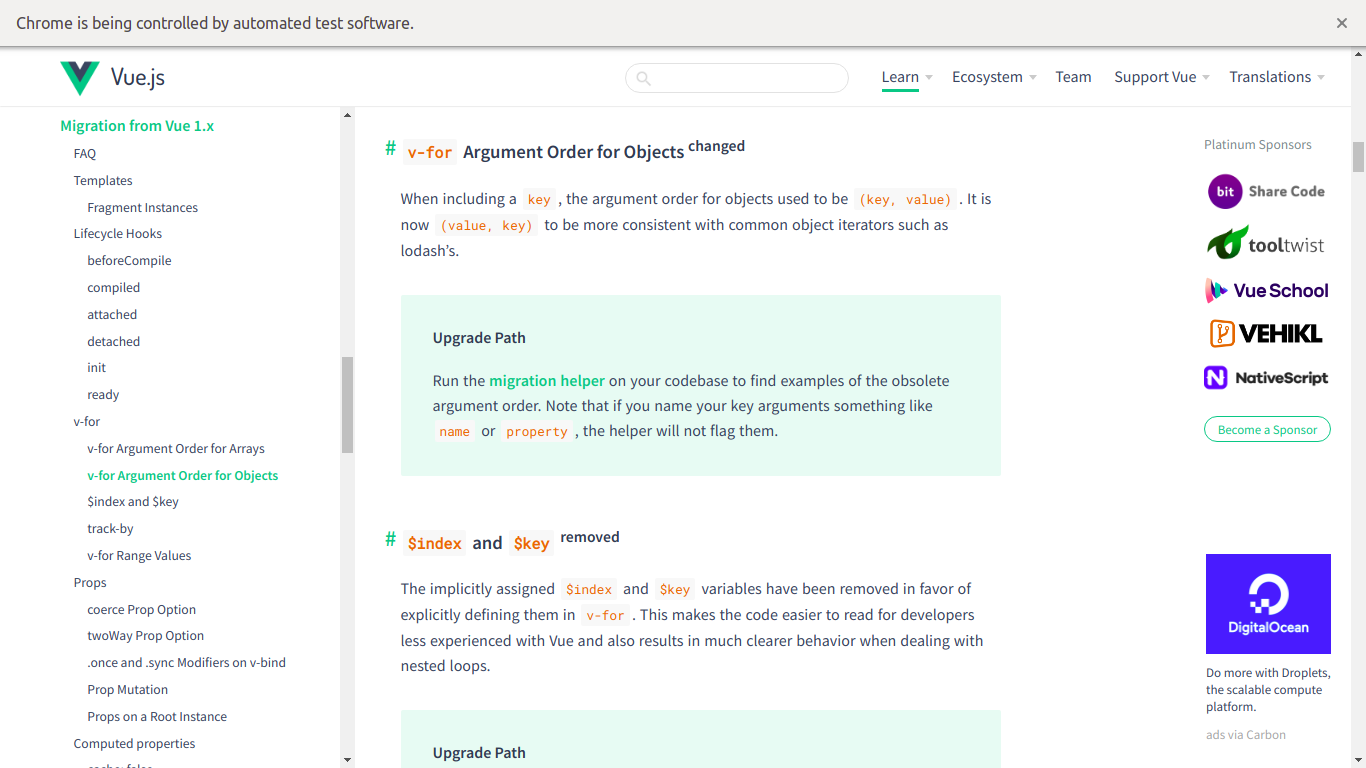 Chrome is being controlled by automated test software.
Vue.js
Learn
Ecosystem
Team
Support Vue
Translations
Migration from Vue 1.x
FAQ
Templates
Fragment Instances
Lifecycle Hooks
beforeCompile
compiled
attached
detached
init
ready
v-for
v-for Argument Order for Arrays
v-for Argument Order for Objects
$index and $key
track-by
v-for Range Values
Props
coerce Prop Option
twoWay Prop Option
.once and .sync Modifiers on v-bind
Prop Mutation
Props on a Root Instance
Computed properties
cache: false
# v-for Argument Order for Objects changed
When including a key , the argument order for objects used to be (key, value) . It is
now (value, key) to be more consistent with common object iterators such as
lodash’s.
Upgrade Path
Run the migration helper on your codebase to find examples of the obsolete
argument order. Note that if you name your key arguments something like
name or property , the helper will not flag them.
# $index and $key removed
The implicitly assigned $index and $key variables have been removed in favor of
explicitly defining them in v-for . This makes the code easier to read for developers
less experienced with Vue and also results in much clearer behavior when dealing with
nested loops.
Upgrade Path
Platinum Sponsors
bit Share Code
tooltwist
Vue School
VEHIKL
N NativeScript
Become a Sponsor
DigitalOcean
Do more with Droplets,
the scalable compute
platform.
ads via Carbon